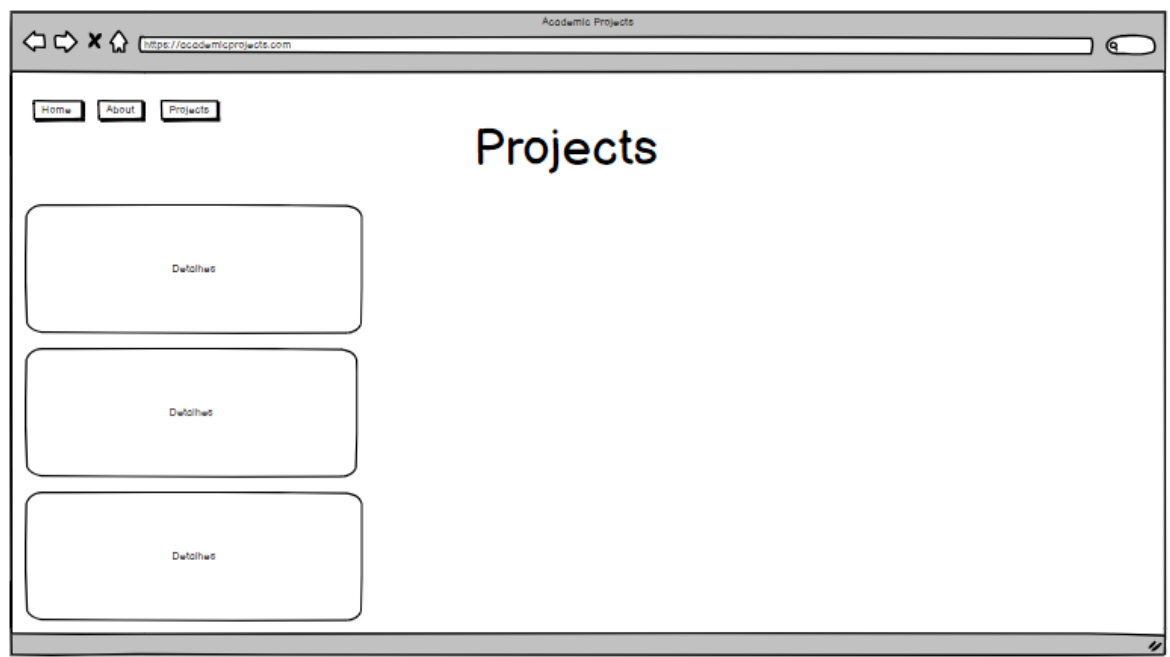 Academic Projects
https://academicprojects.com
Home About Projects
Projects
Detalhes
Detalhes
Detalhes